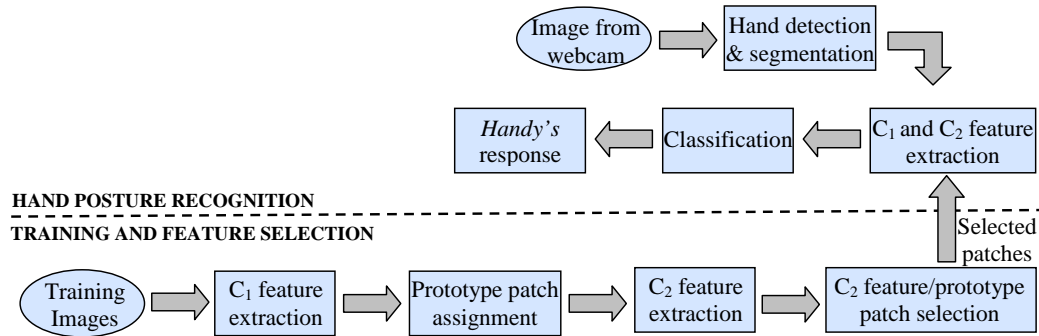 Image from
webcam
Hand detection
& segmentation
Handy's
response
Classification
C₁ and C₂ feature
extraction
HAND POSTURE RECOGNITION
TRAINING AND FEATURE SELECTION
Selected
patches
Training
Images
C₁ feature
extraction
Prototype patch
assignment
C₂ feature
extraction
C₂ feature/prototype
patch selection